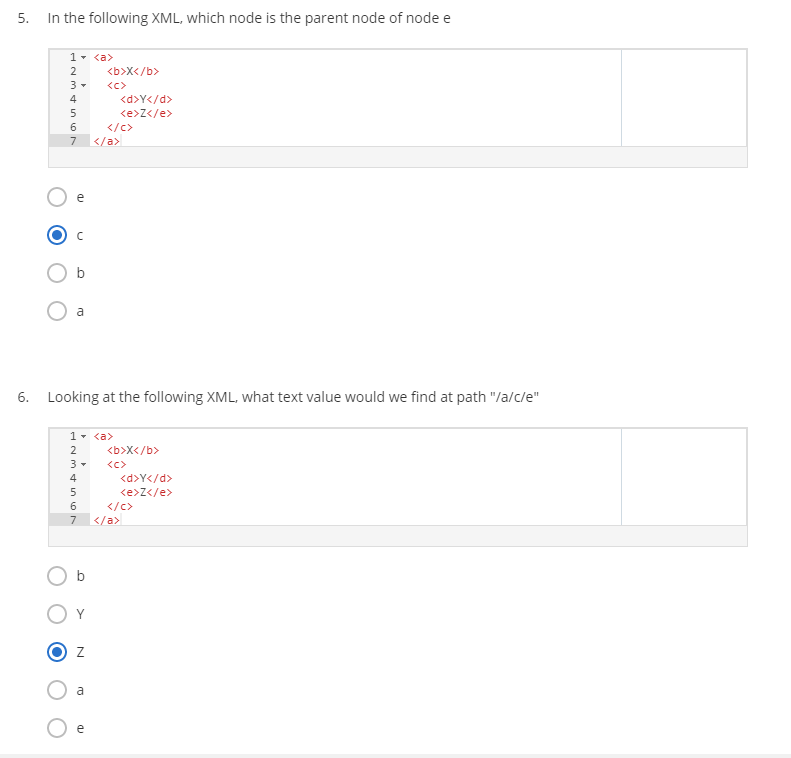 5. In the following XML, which node is the parent node of node e
1 <a>
2 <b>X</b>
3 <c>
4 <d>Y</d>
5 <e>Z</e>
6 </c>
7 </a>
e
c
b
a
6. Looking at the following XML, what text value would we find at path "/a/c/e"
1 <a>
2 <b>X</b>
3 <c>
4 <d>Y</d>
5 <e>Z</e>
6 </c>
7 </a>
b
Y
Z
a
e